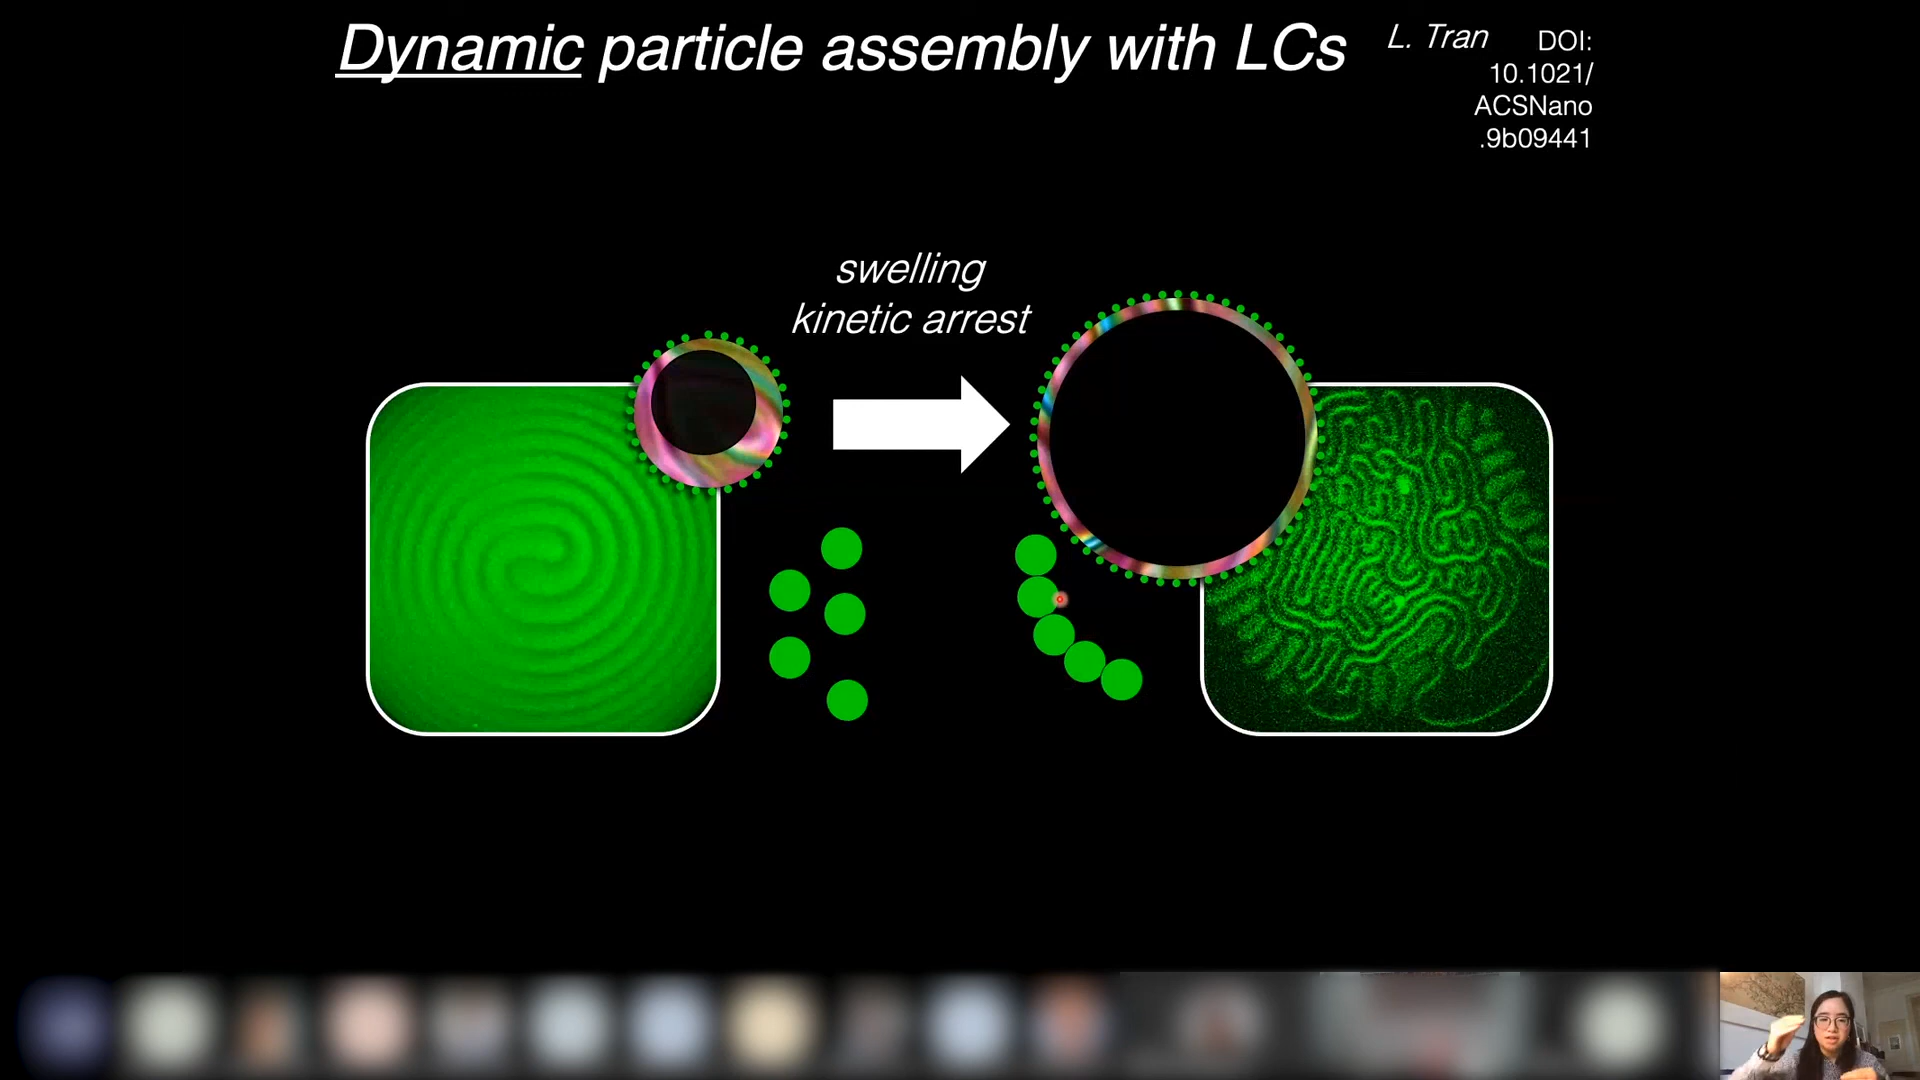 Dynamic particle assembly with LCs
L. Tran
DOI:
10.1021/
ACSNano
.9b09441
swelling
kinetic arrest